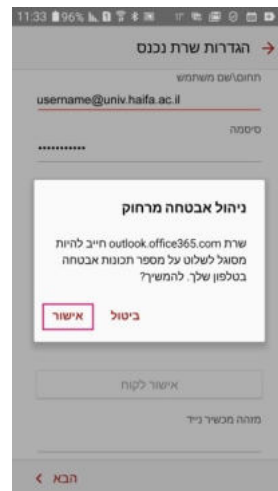 11:33 96%
הגדרות שרת נכנס
תחום\שם משתמש
username@univ.haifa.ac.il
סיסמה
•••••••••••
ניהול אבטחה מרחוק
שרת outlook.office365.com חייב להיות
מסוגל לשלוט על מספר תכונות אבטחה
בטלפון שלך. להמשיך?
ביטול
אישור
אישור לקוח
מזהה מכשיר נייד
הבא